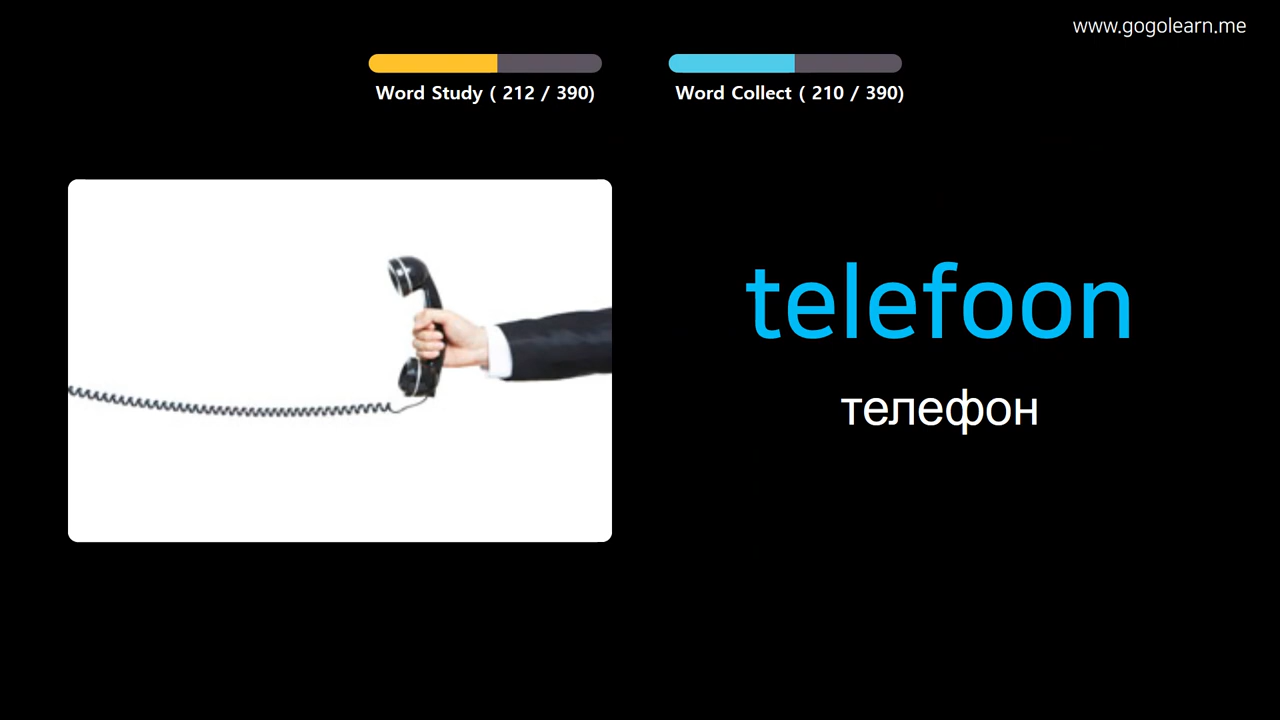 www.gogolearn.me
Word Study ( 212 / 390)
Word Collect ( 210 / 390)
telefoon
телефон